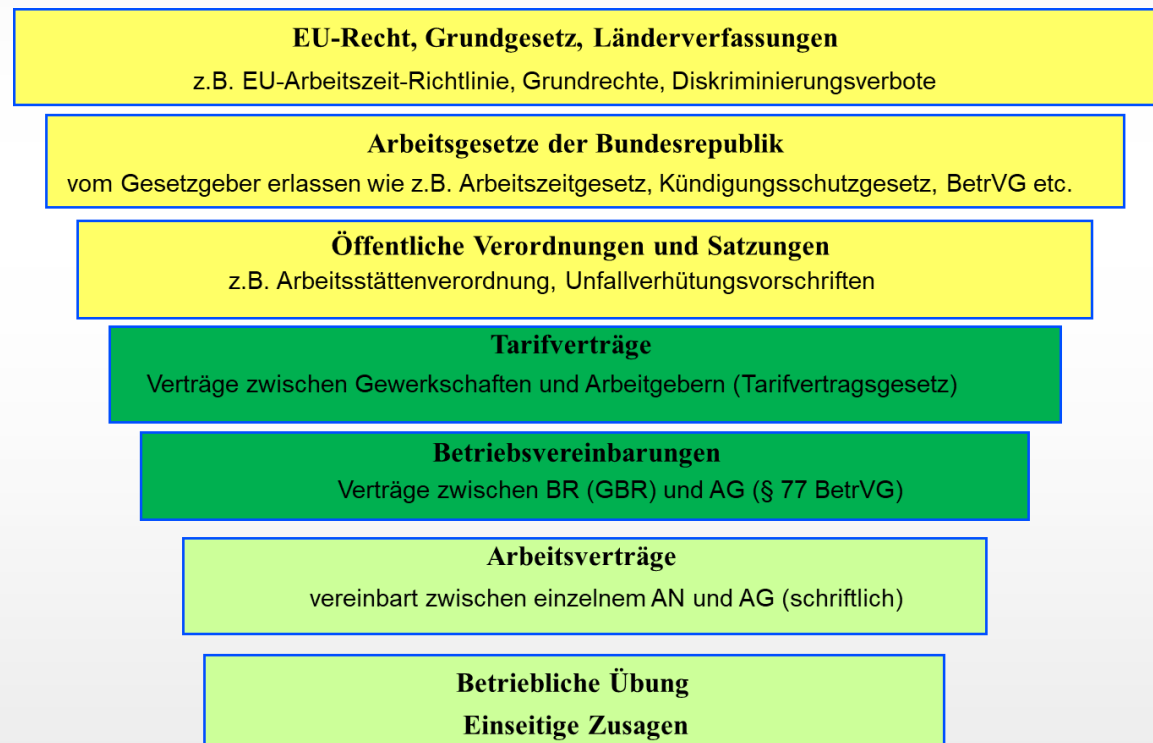 EU-Recht, Grundgesetz, Länderverfassungen
z.B. EU-Arbeitszeit-Richtlinie, Grundrechte, Diskriminierungsverbote
Arbeitsgesetze der Bundesrepublik
vom Gesetzgeber erlassen wie z.B. Arbeitszeitgesetz, Kündigungsschutzgesetz, BetrVG etc.
Öffentliche Verordnungen und Satzungen
z.B. Arbeitsstättenverordnung, Unfallverhütungsvorschriften
Tarifverträge
Verträge zwischen Gewerkschaften und Arbeitgebern (Tarifvertragsgesetz)
Betriebsvereinbarungen
Verträge zwischen BR (GBR) und AG (§ 77 BetrVG)
Arbeitsverträge
vereinbart zwischen einzelnem AN und AG (schriftlich)
Betriebliche Übung
Einseitige Zusagen